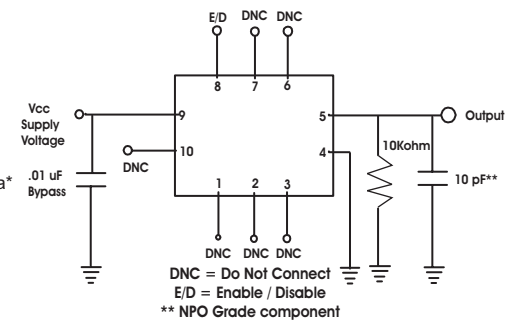 E/D DNC DNC
8 7 6
Vcc
Supply
Voltage
9 5 Output
10Kohm
10 4
DNC
a* .01 uF
Bypass
10 pF**
1 2 3
DNC DNC DNC
DNC = Do Not Connect
E/D = Enable / Disable
** NPO Grade component